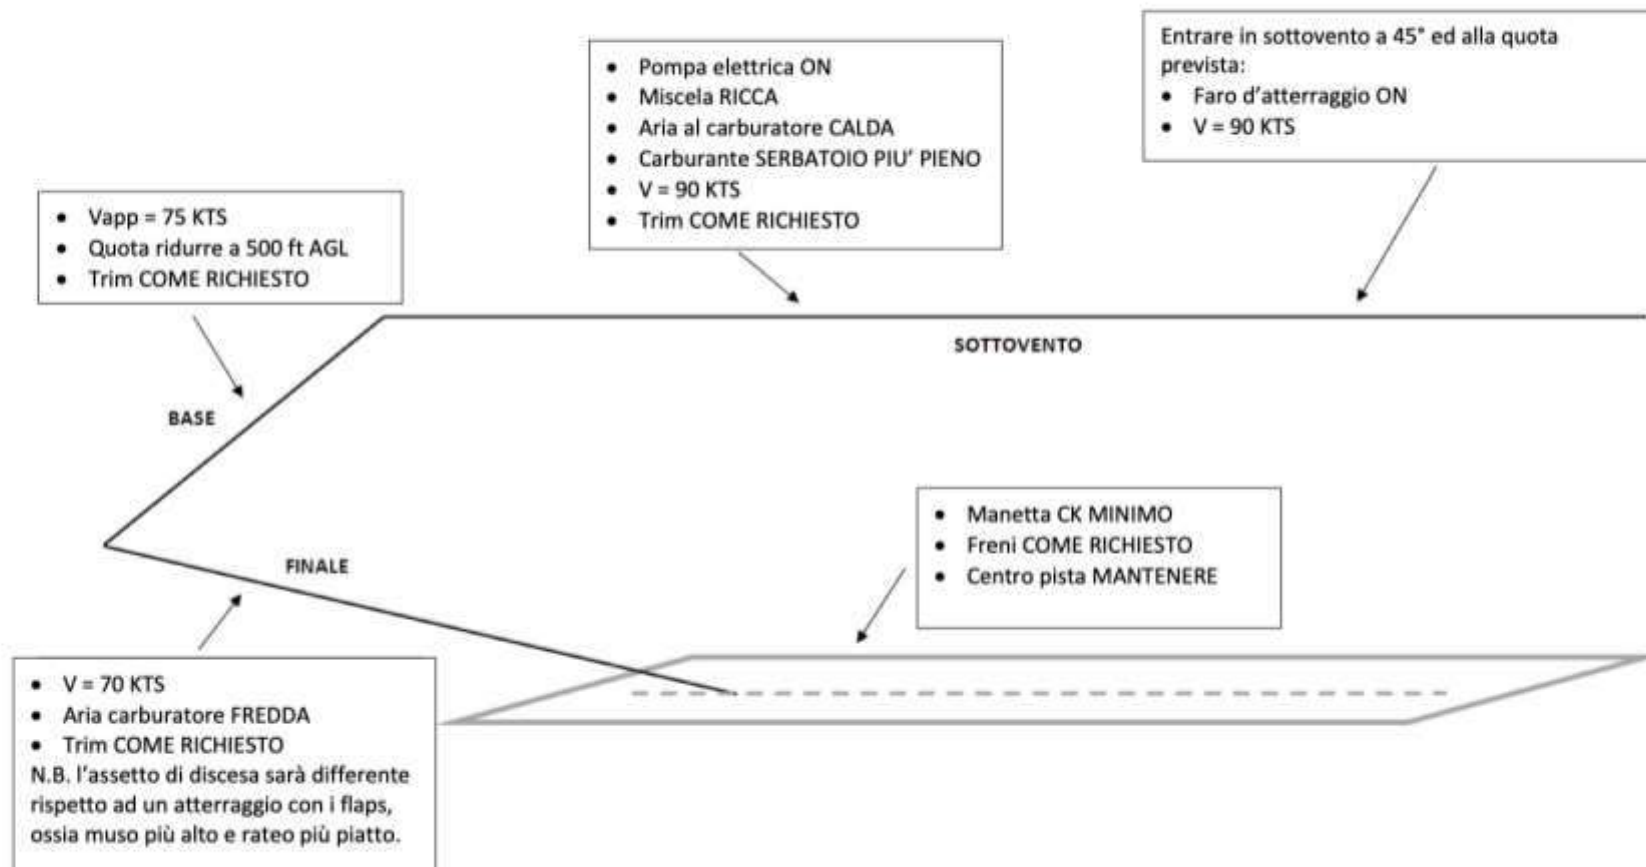 Entrare in sottovento a 45° ed alla quota
prevista:
• Faro d'atterraggio ON
• V = 90 KTS
• Pompa elettrica ON
• Miscela RICCA
• Aria al carburatore CALDA
• Carburante SERBATOIO PIU' PIENO
• V = 90 KTS
• Trim COME RICHIESTO
• Vapp = 75 KTS
• Quota ridurre a 500 ft AGL
• Trim COME RICHIESTO
SOTTOVENTO
BASE
FINALE
• Manetta CK MINIMO
• Freni COME RICHIESTO
• Centro pista MANTENERE
• V = 70 KTS
• Aria carburatore FREDDA
• Trim COME RICHIESTO
N.B. l'assetto di discesa sarà differente
rispetto ad un atterraggio con i flaps,
ossia muso più alto e rateo più piatto.